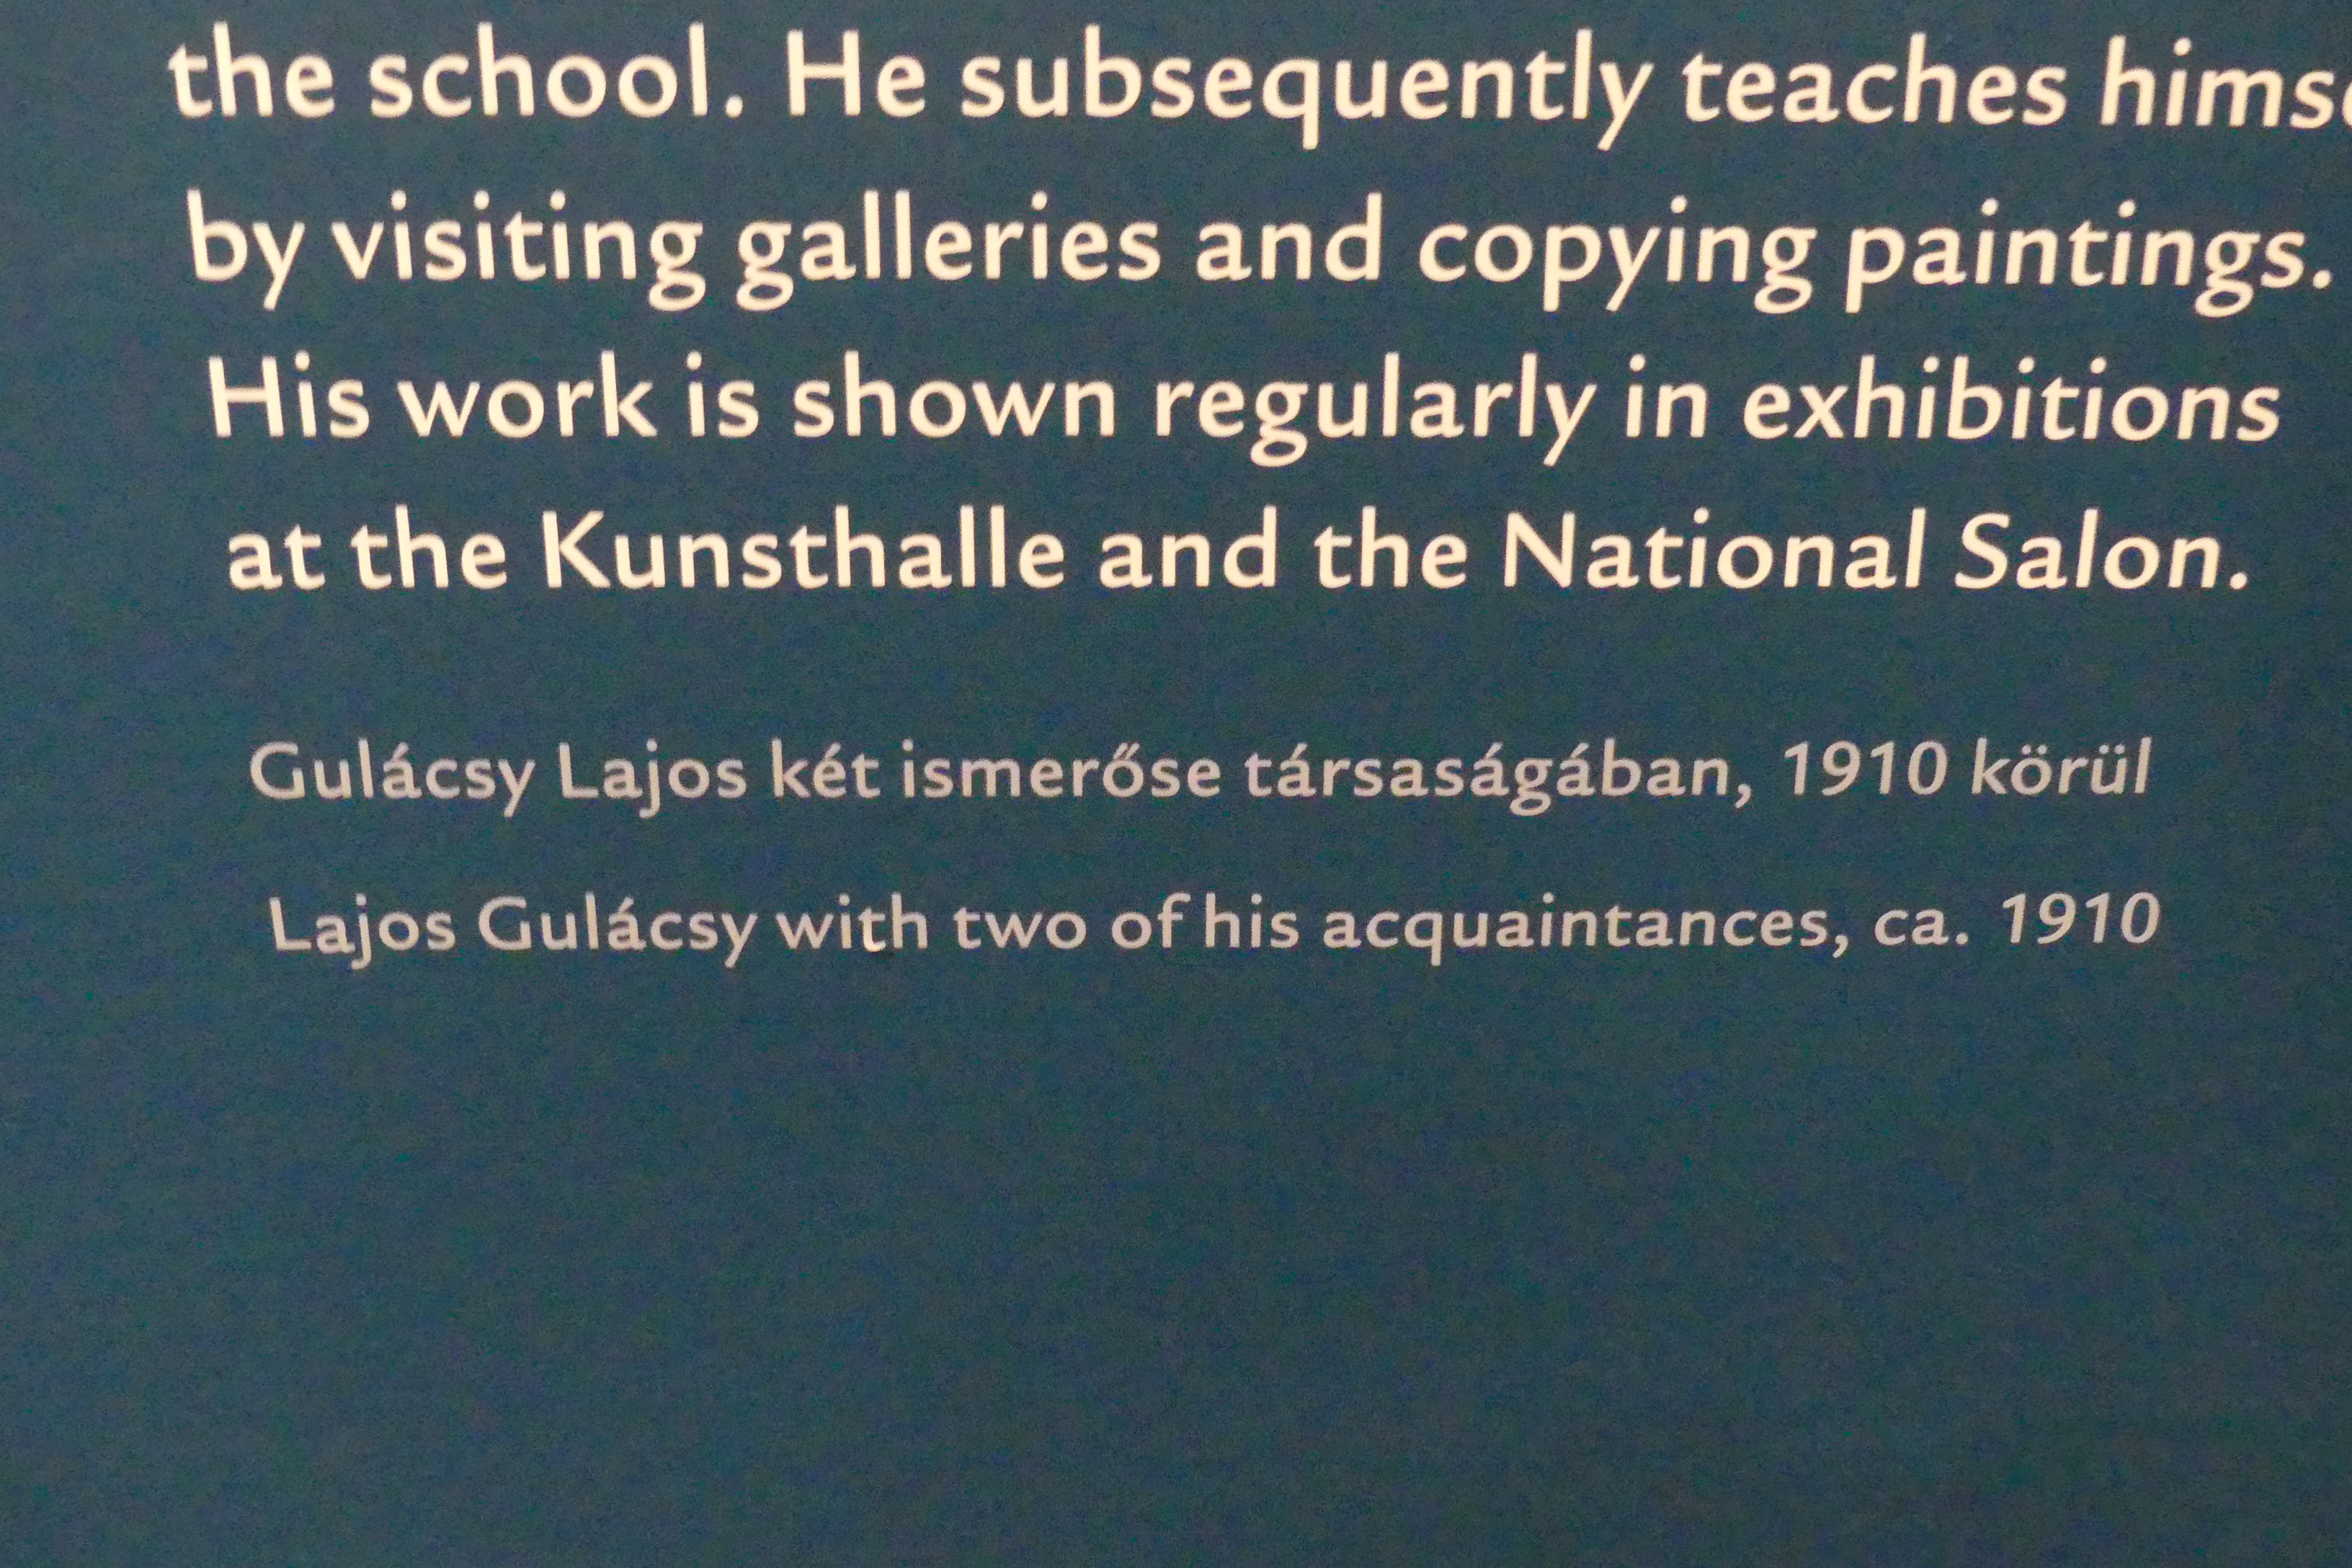 the school. He subsequently teaches
by visiting galleries and copying paintings.
His work is shown regularly in exhibitions
at the Kunsthalle and the National Salon.
Gulácsy Lajos két ismerőse társaságában, 1910 körül
Lajos Gulácsy with two of his acquaintances, ca. 1910